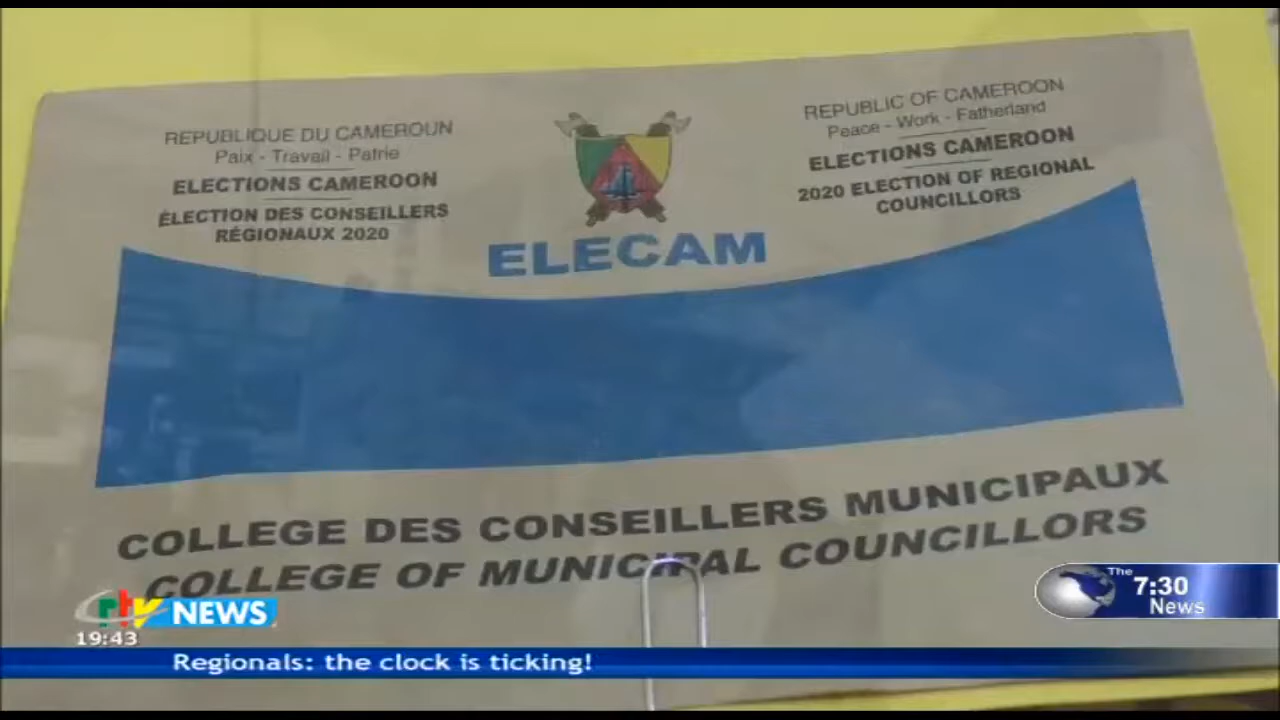 REPUBLIQUE DU CAMEROUN
Paix - Travail - Patrie
ELECTIONS CAMEROON
ÉLECTION DES CONSEILLERS
RÉGIONAUX 2020
REPUBLIC OF CAMEROON
Peace - Work - Fatherland
ELECTIONS CAMEROON
2020 ELECTION OF REGIONAL
COUNCILLORS
ELECAM
COLLEGE DES CONSEILLERS MUNICIPAUX
COLLEGE OF MUNICIPAL COUNCILLORS
rtv NEWS
19:43
The 7:30
News
Regionals: the clock is ticking!